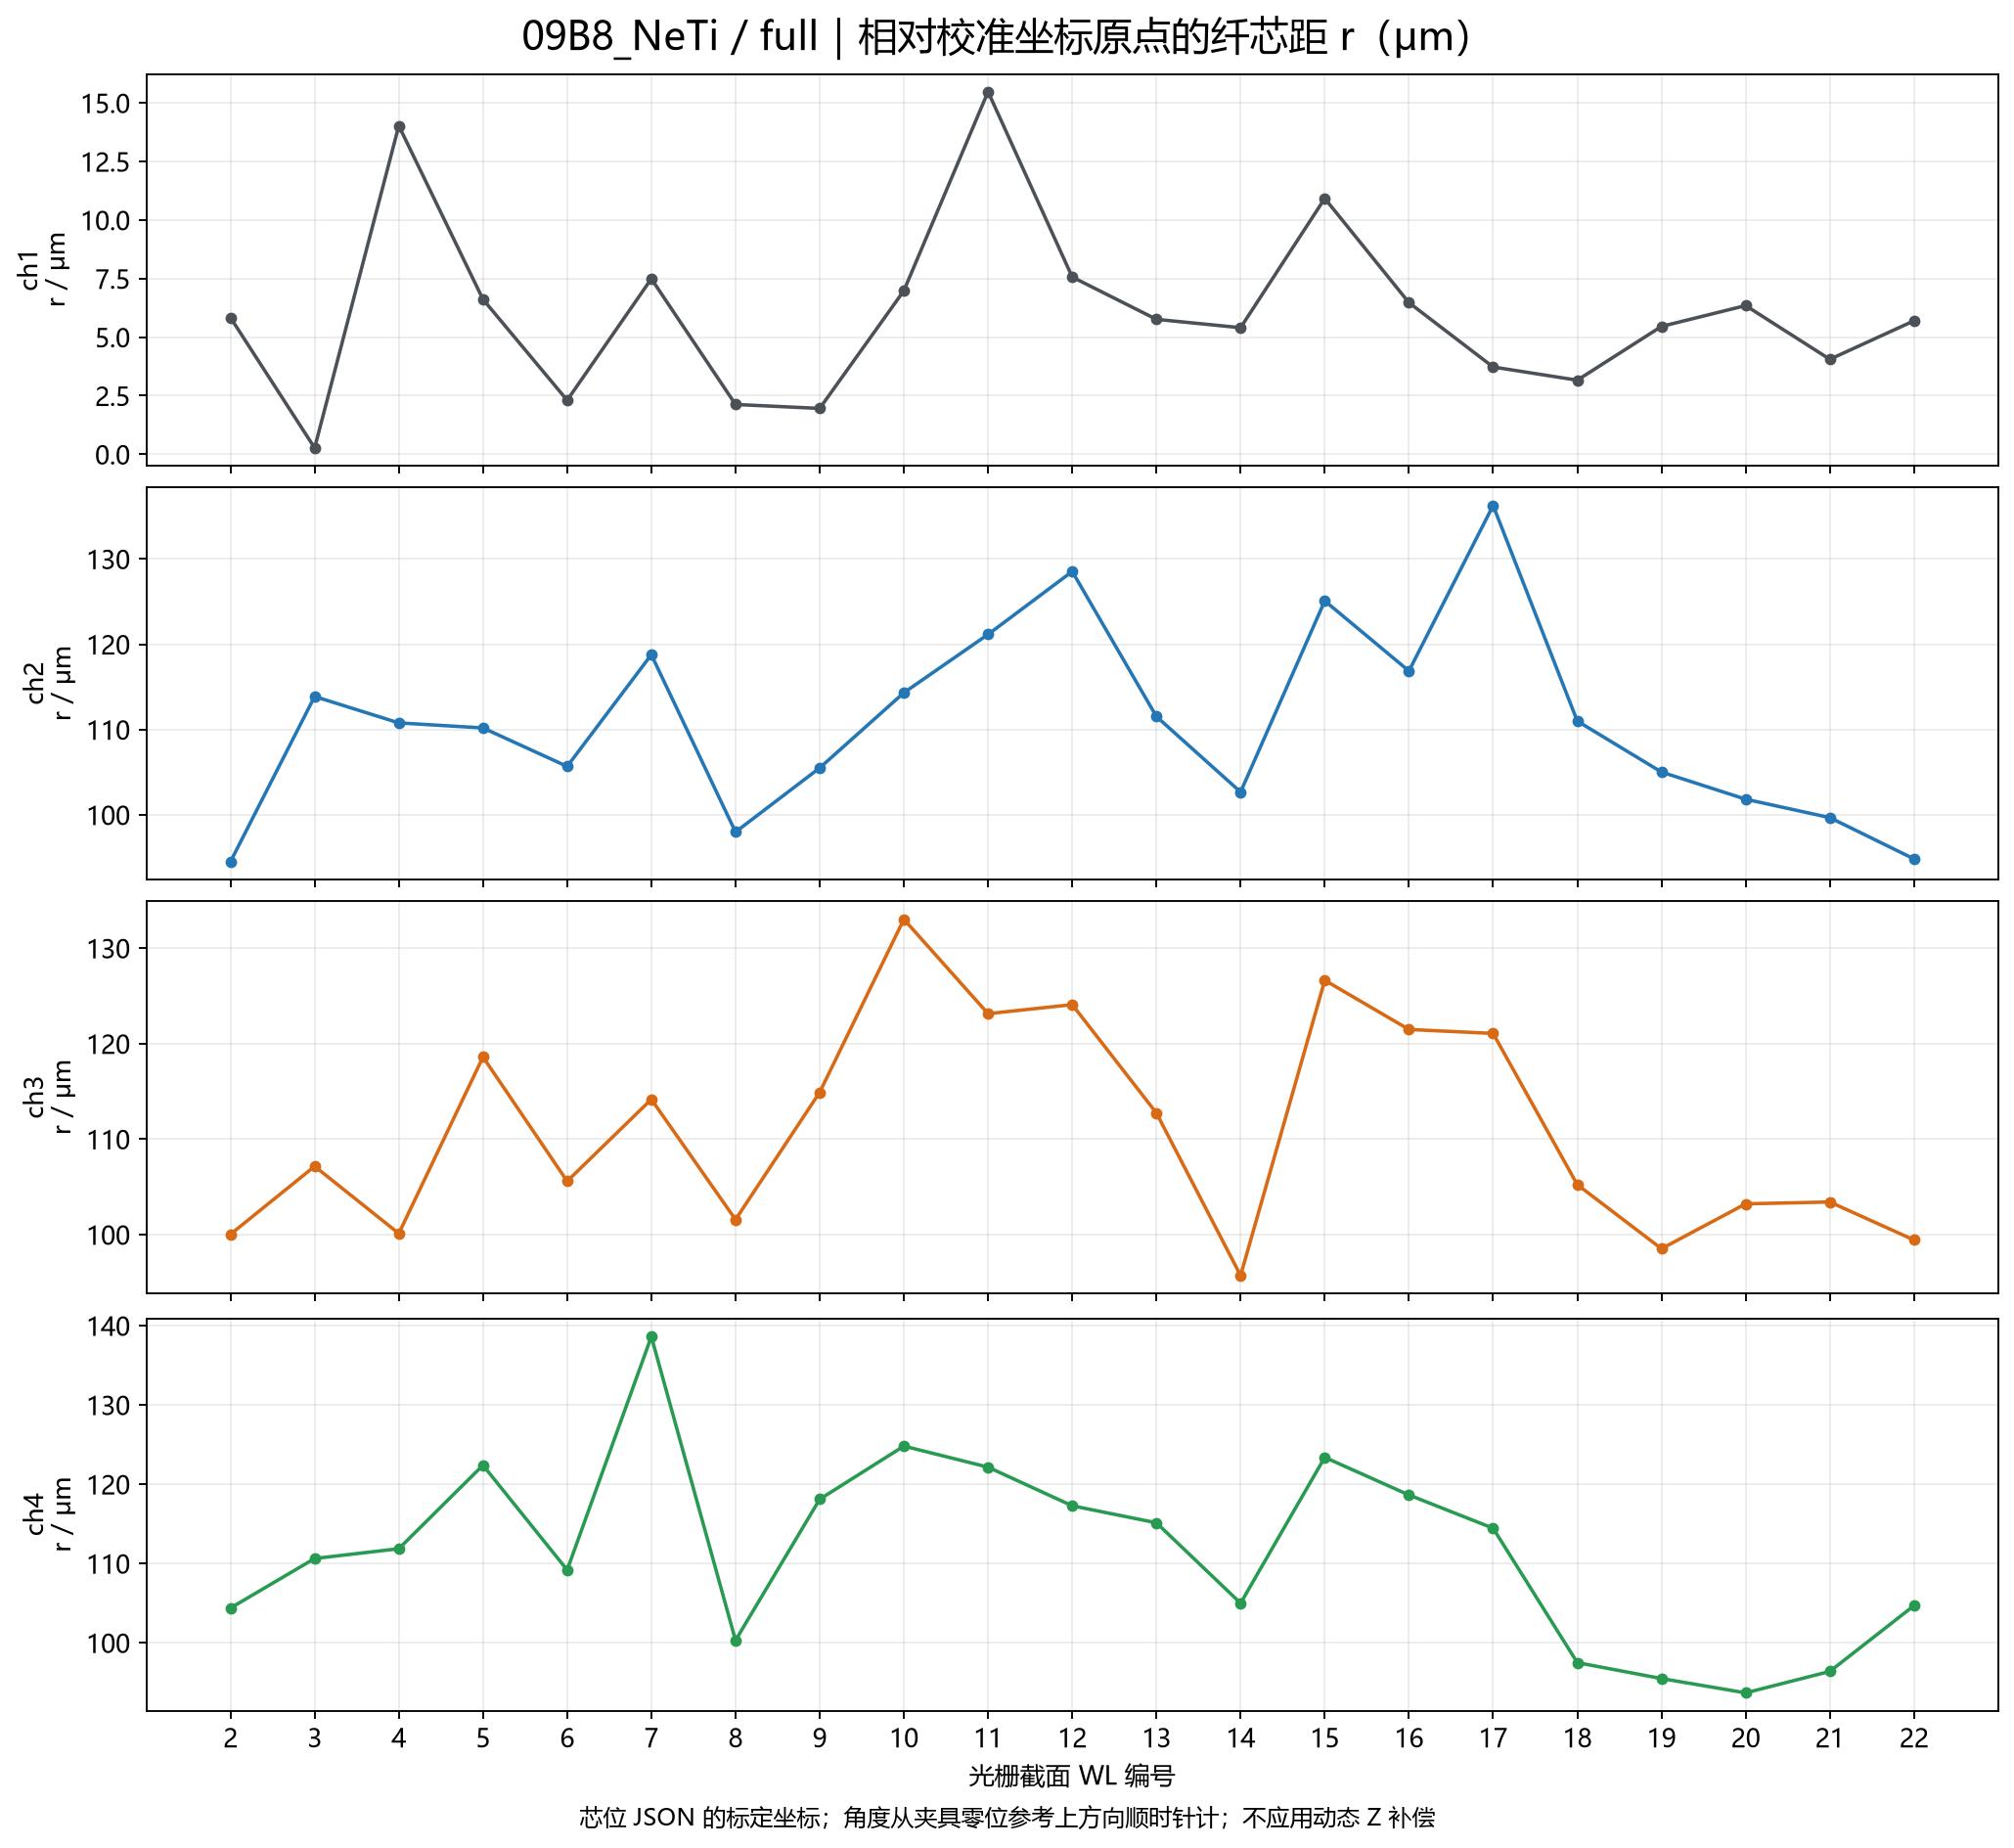 09B8_NeTi / full | 相对校准坐标原点的纤芯距 r（μm）
15.0
12.5
10.0
7.5
5.0
2.5
0.0
ch1
r / μm
130
120
110
100
ch2
r / μm
130
120
110
100
ch3
r / μm
140
130
120
110
100
ch4
r / μm
2 3 4 5 6 7 8 9 10 11 12 13 14 15 16 17 18 19 20 21 22
光栅截面 WL 编号
芯位 JSON 的标定坐标；角度从夹具零位参考上方向顺时针计；不应用动态 Z 补偿